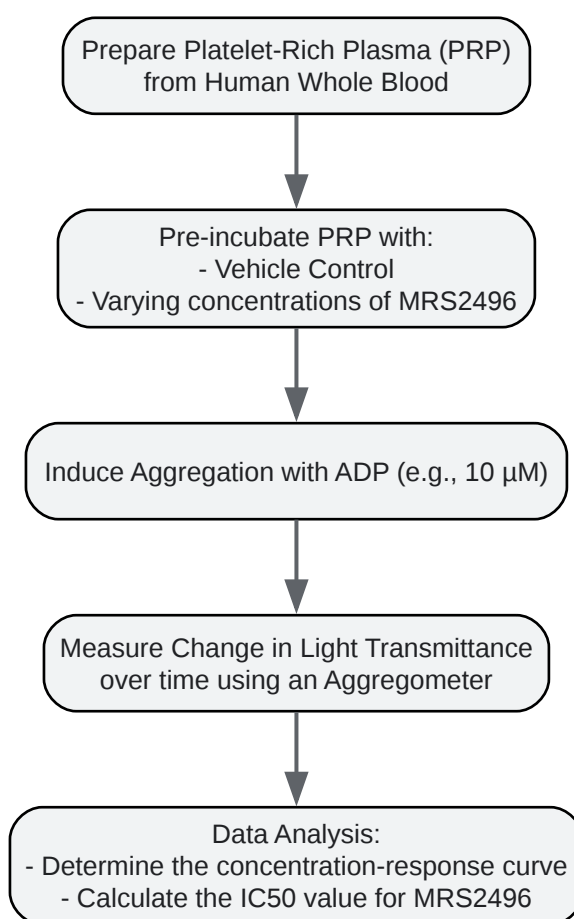 Prepare Platelet-Rich Plasma (PRP)
from Human Whole Blood
Pre-incubate PRP with:
- Vehicle Control
- Varying concentrations of MRS2496
Induce Aggregation with ADP (e.g., 10 µM)
Measure Change in Light Transmittance
over time using an Aggregometer
Data Analysis:
- Determine the concentration-response curve
- Calculate the IC50 value for MRS2496